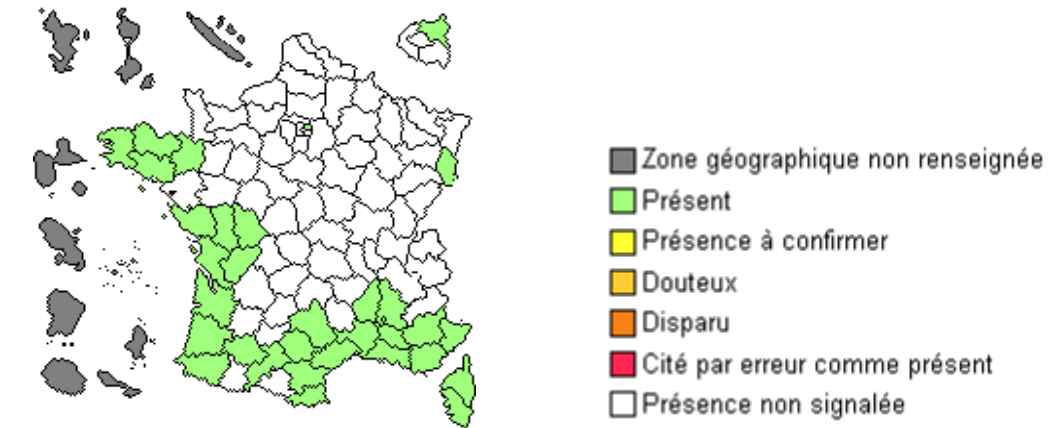 Zone géographique non renseignée
Présent
Présence à confirmer
Douteux
Disparu
Cité par erreur comme présent
Présence non signalée